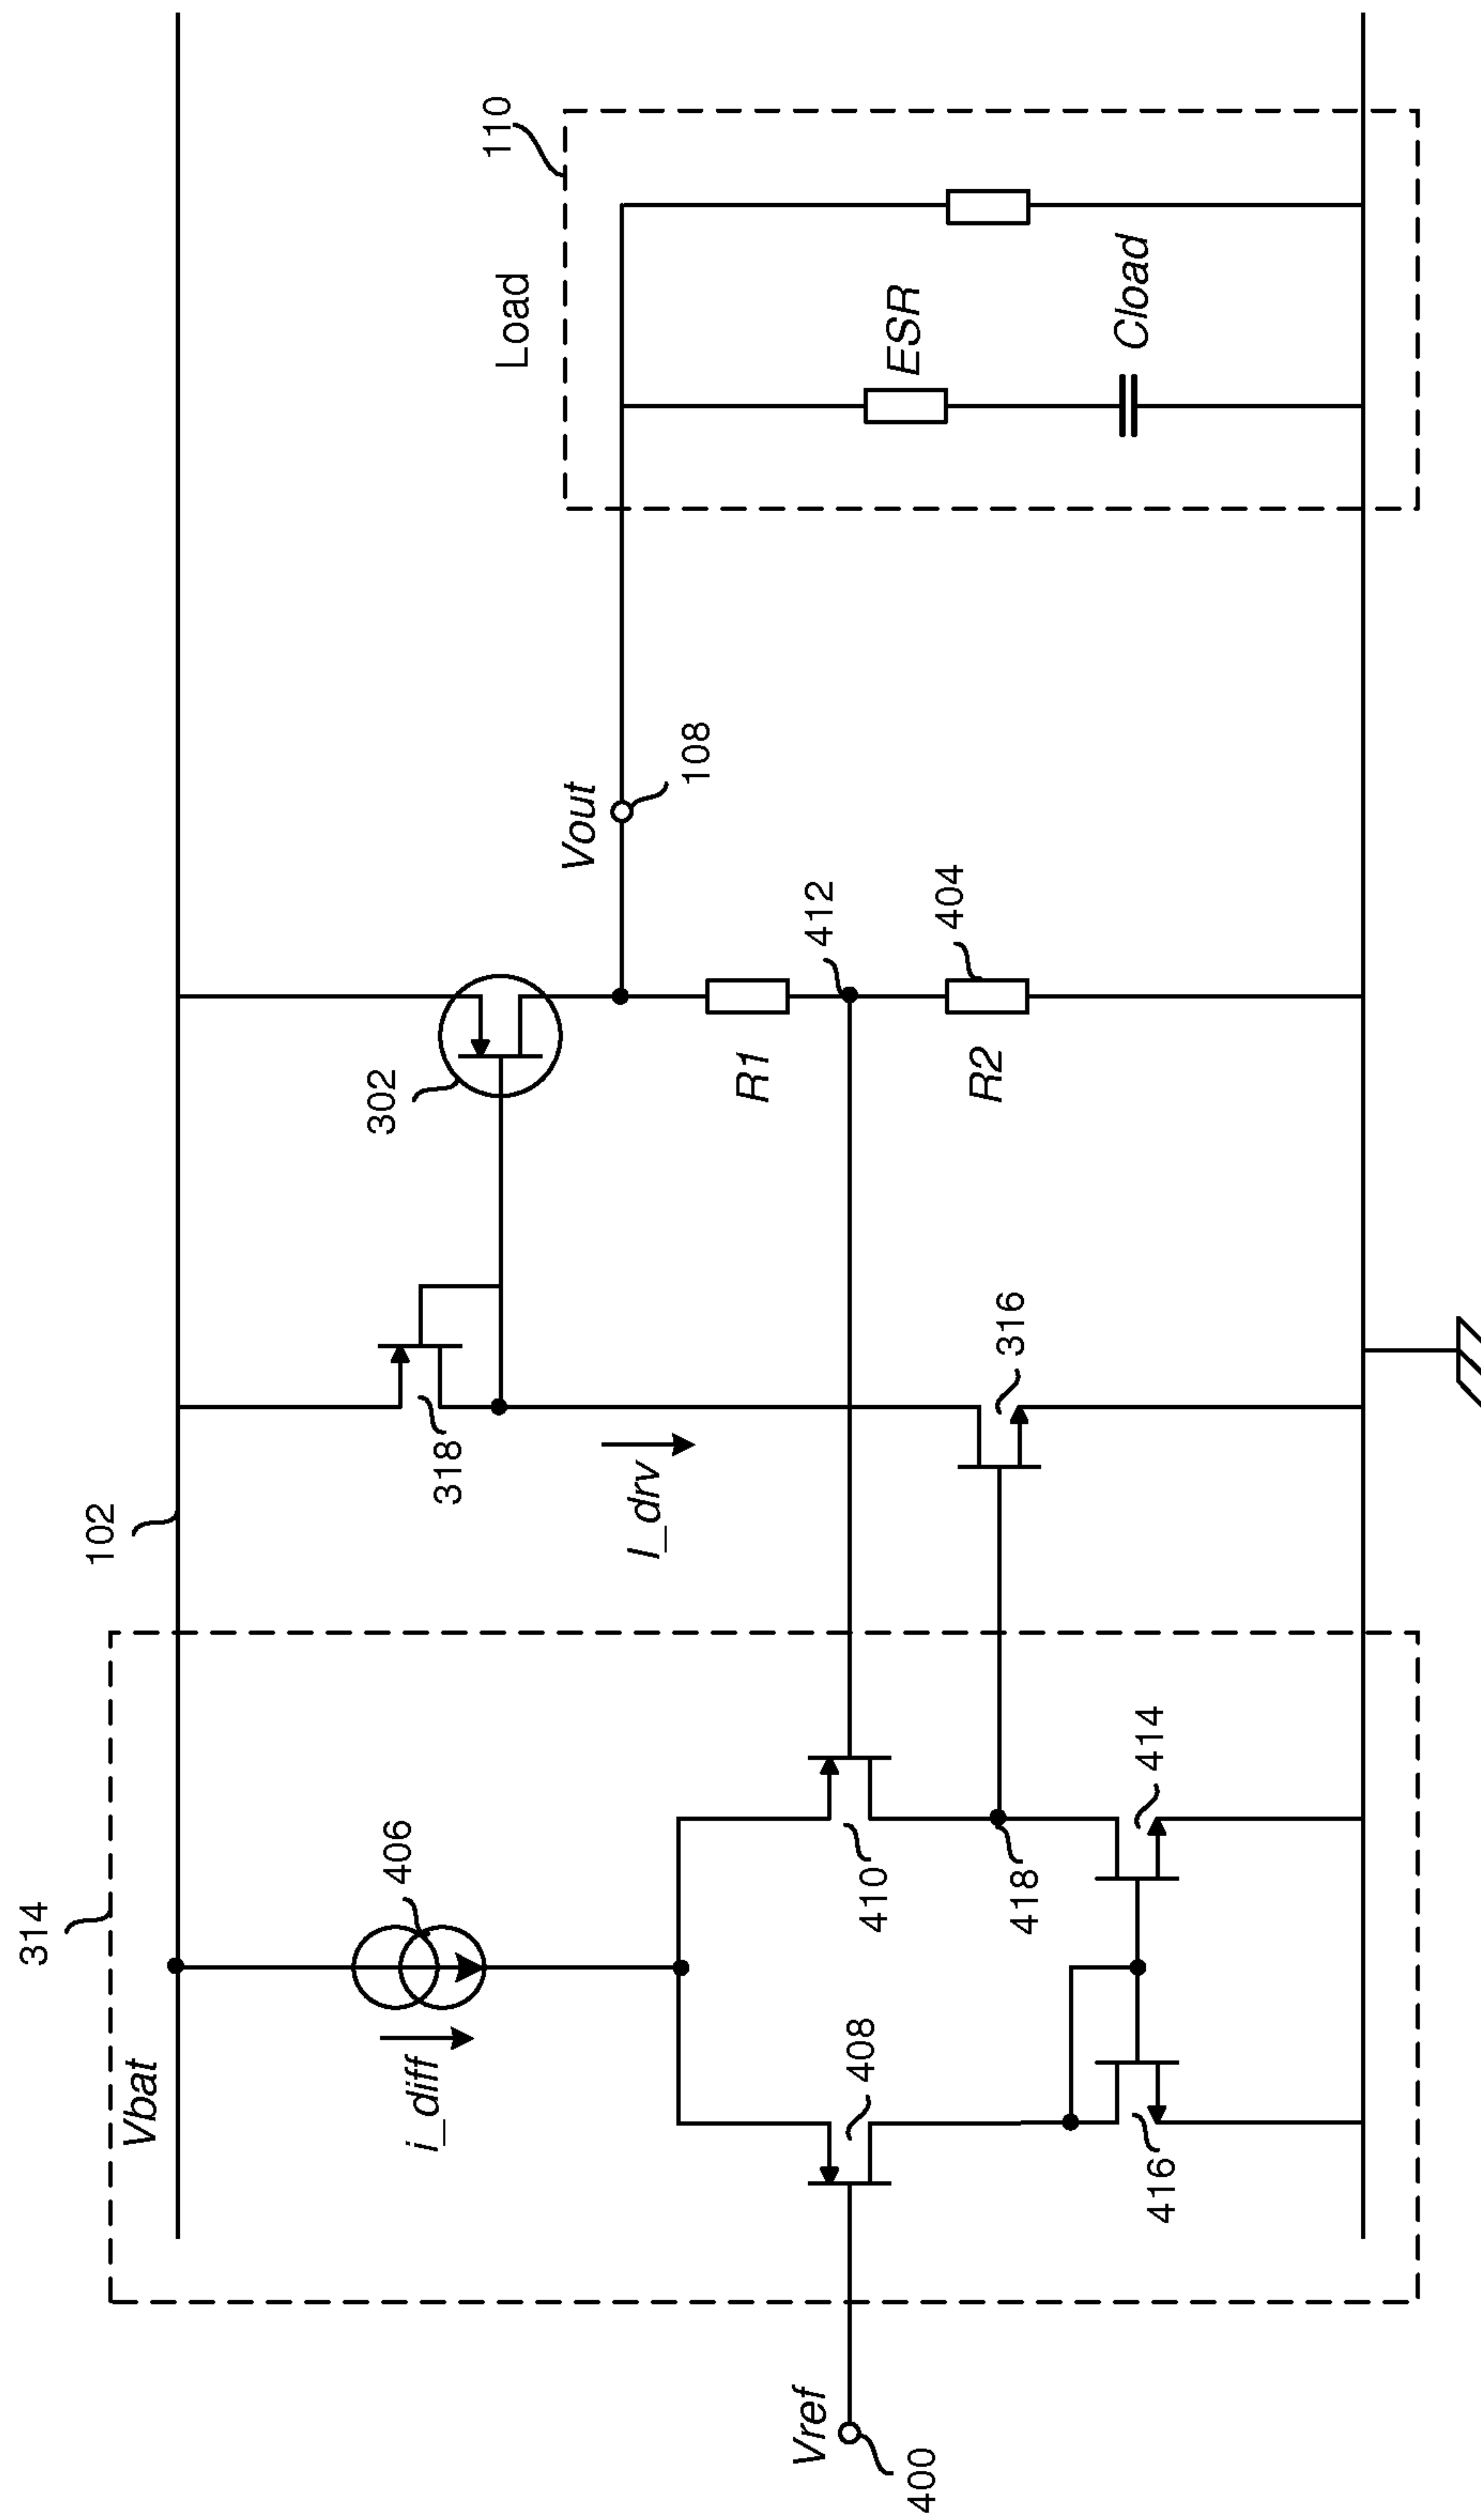 314
102
Vbat
406
i_diff
318
302
Load
110
Vout
108
I_drv
R1
412
404
R2
ESR
Cload
Vref
400
408
410
418
316
416
414